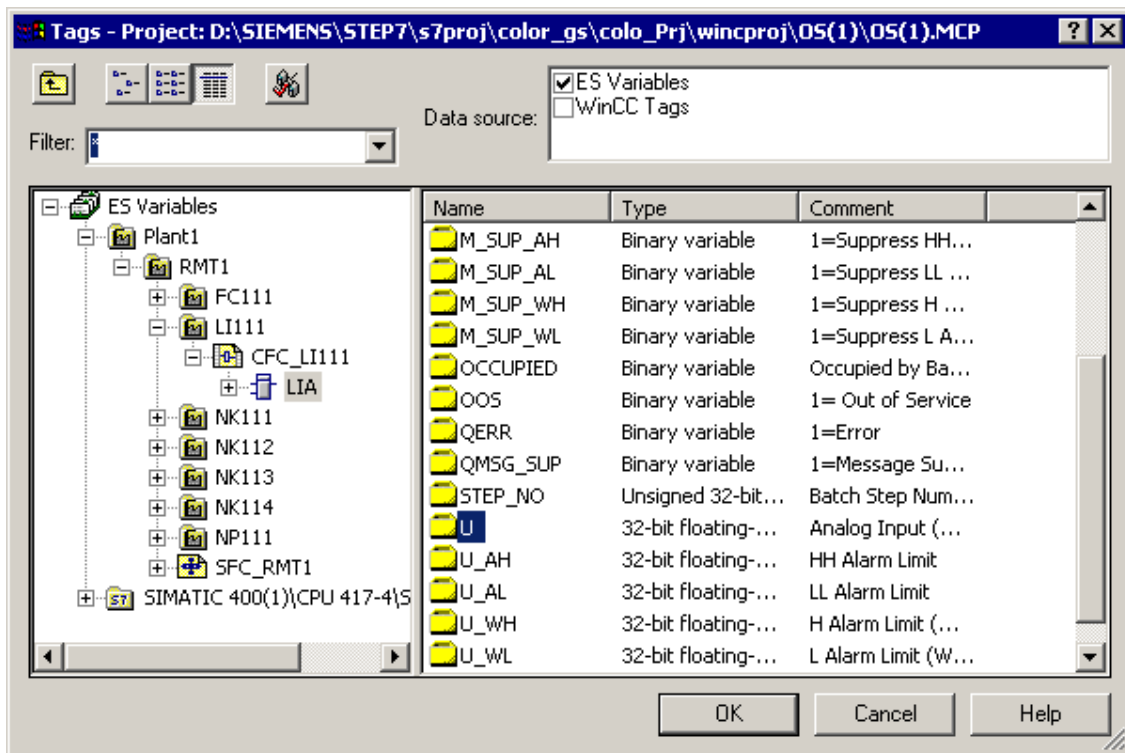 Tags - Project: D:\SIEMENS\STEP7\s7proj\color_gs\colo_Prj\wincproj\OS(1)\OS(1).MCP
Filter: *
Data source:
ES Variables
WinCC Tags
ES Variables
Plant1
RMT1
FC111
LI111
CFC_LI111
LIA
NK111
NK112
NK113
NK114
NP111
SFC_RMT1
SIMATIC 400(1)\CPU 417-4\S
Name Type Comment
M_SUP_AH Binary variable 1=Suppress HH...
M_SUP_AL Binary variable 1=Suppress LL ...
M_SUP_WH Binary variable 1=Suppress H ...
M_SUP_WL Binary variable 1=Suppress L A...
OCCUPIED Binary variable Occupied by Ba...
OOS Binary variable 1= Out of Service
QERR Binary variable 1=Error
QMSG_SUP Binary variable 1=Message Su...
STEP_NO Unsigned 32-bit... Batch Step Num...
U 32-bit floating-... Analog Input (...
U_AH 32-bit floating-... HH Alarm Limit
U_AL 32-bit floating-... LL Alarm Limit
U_WH 32-bit floating-... H Alarm Limit (...
U_WL 32-bit floating-... L Alarm Limit (W...
OK Cancel Help